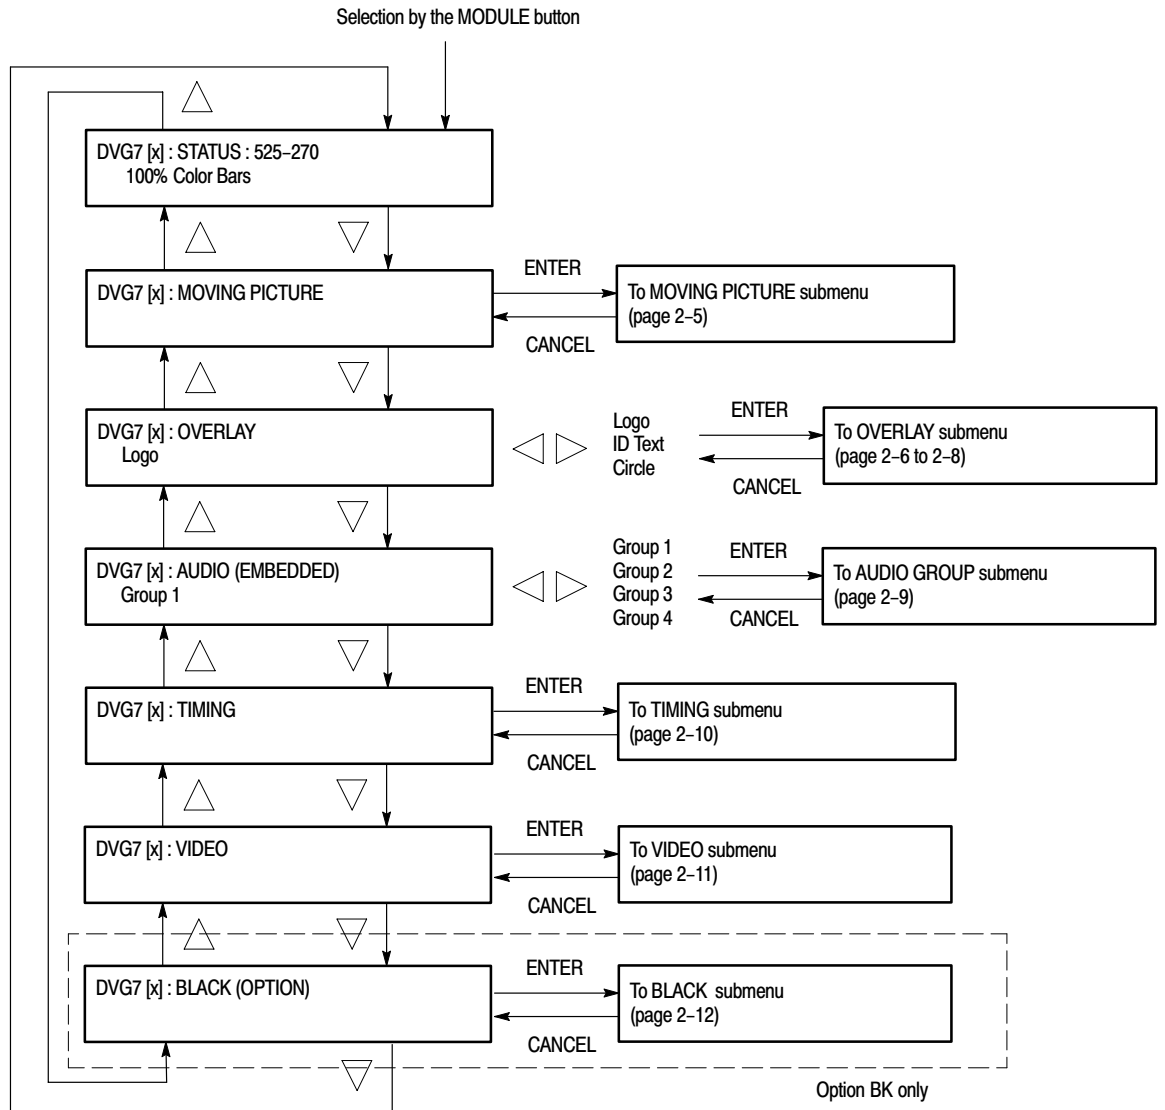 Selection by the MODULE button
DVG7 [x] : STATUS : 525–270
100% Color Bars
DVG7 [x] : MOVING PICTURE
ENTER
CANCEL
To MOVING PICTURE submenu
(page 2–5)
DVG7 [x] : OVERLAY
Logo
Logo
ID Text
Circle
ENTER
CANCEL
To OVERLAY submenu
(page 2–6 to 2–8)
DVG7 [x] : AUDIO (EMBEDDED)
Group 1
Group 1
Group 2
Group 3
Group 4
ENTER
CANCEL
To AUDIO GROUP submenu
(page 2–9)
DVG7 [x] : TIMING
ENTER
CANCEL
To TIMING submenu
(page 2–10)
DVG7 [x] : VIDEO
ENTER
CANCEL
To VIDEO submenu
(page 2–11)
DVG7 [x] : BLACK (OPTION)
ENTER
CANCEL
To BLACK submenu
(page 2–12)
Option BK only